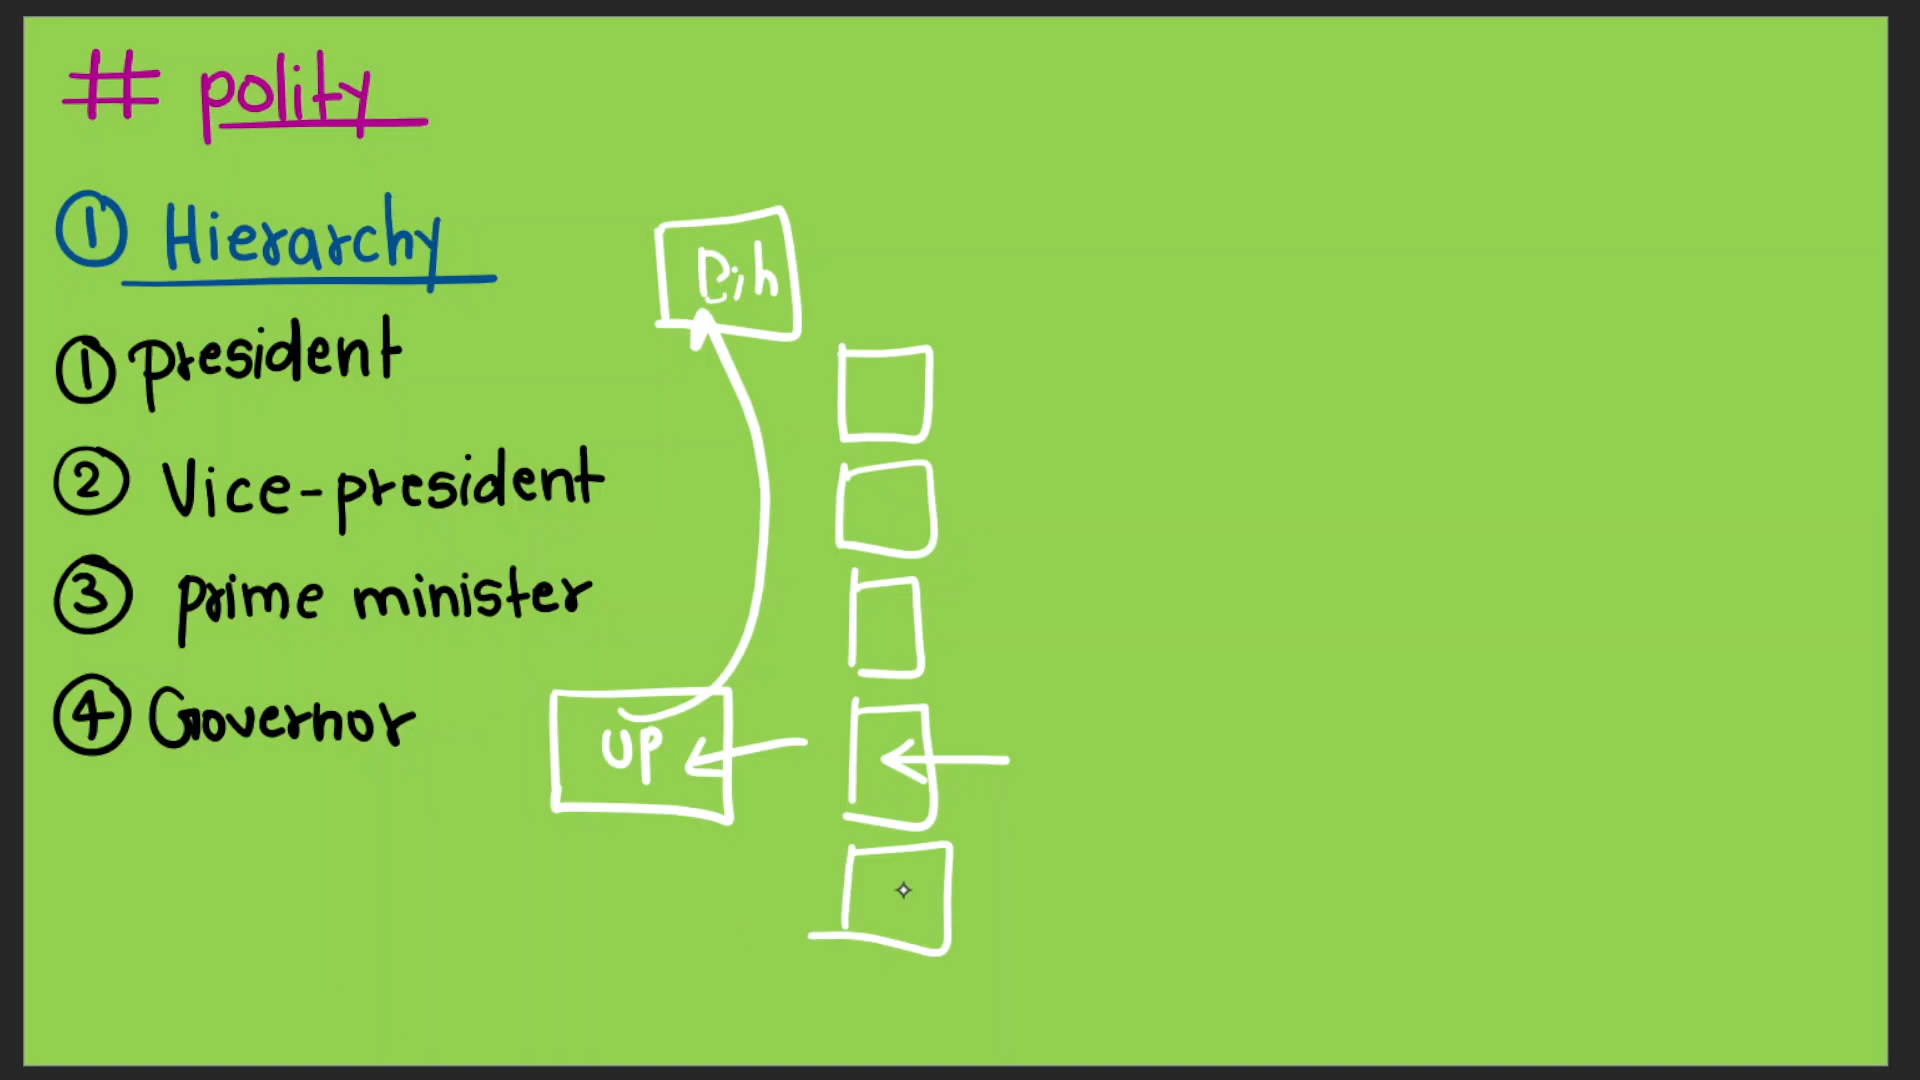 # polity
① Hierarchy
① president
② Vice-president
③ prime minister
④ Governor
UP